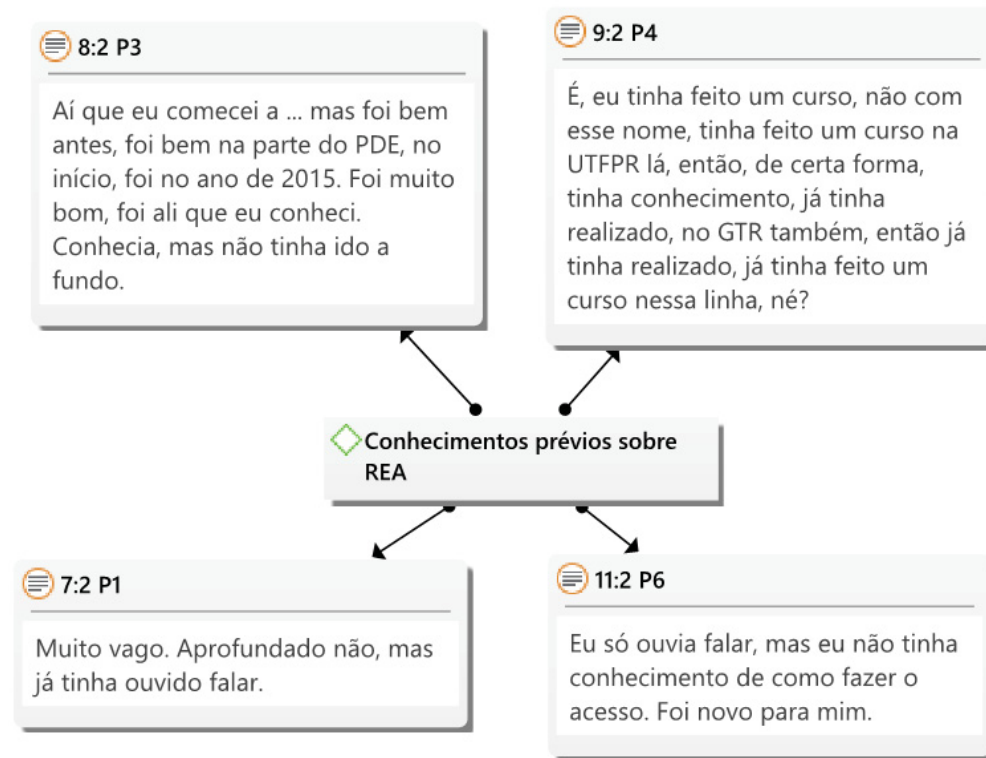 8:2 P3
Aí que eu comecei a ... mas foi bem
antes, foi bem na parte do PDE, no
início, foi no ano de 2015. Foi muito
bom, foi ali que eu conheci.
Conhecia, mas não tinha ido a
fundo.
9:2 P4
É, eu tinha feito um curso, não com
esse nome, tinha feito um curso na
UTFPR lá, então, de certa forma,
tinha conhecimento, já tinha
realizado, no GTR também, então já
tinha realizado, já tinha feito um
curso nessa linha, né?
Conhecimentos prévios sobre
REA
7:2 P1
Muito vago. Aprofundado não, mas
já tinha ouvido falar.
11:2 P6
Eu só ouvia falar, mas eu não tinha
conhecimento de como fazer o
acesso. Foi novo para mim.